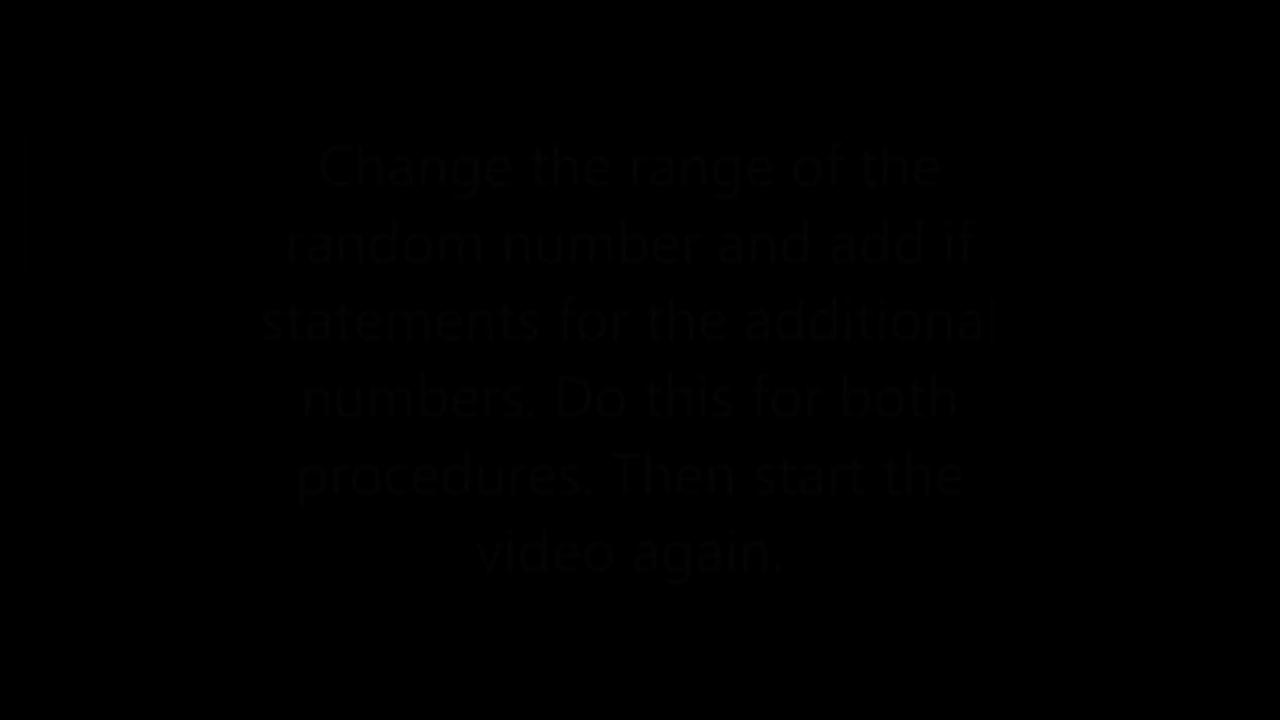 Change the range of the
random number and add if
statements for the additional
numbers. Do this for both
procedures. Then start the
video again.